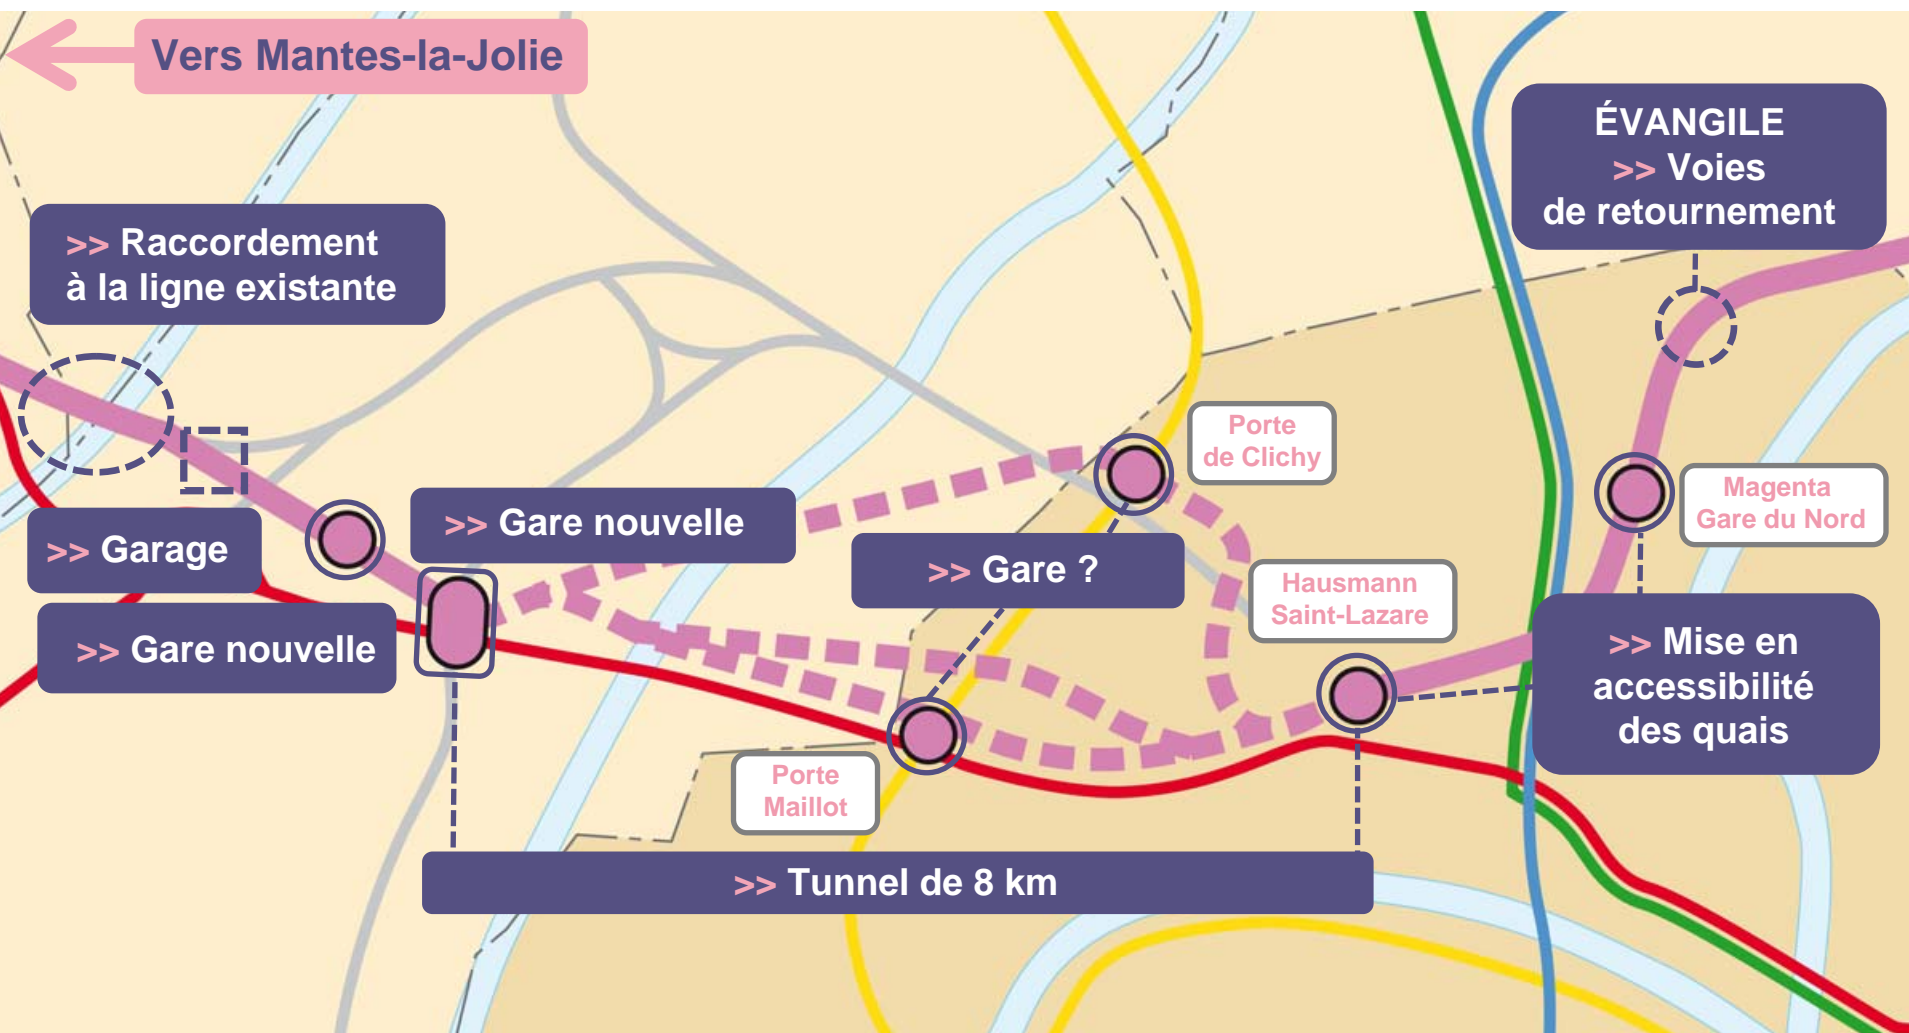 Vers Mantes-la-Jolie
ÉVANGILE
>> Voies
de retournement
>> Raccordement
à la ligne existante
Porte
de Clichy
>> Gare nouvelle
Magenta
Gare du Nord
>> Garage
>> Gare ?
Hausmann
Saint-Lazare
>> Gare nouvelle
>> Mise en
accessibilité
des quais
Porte
Maillot
>> Tunnel de 8 km